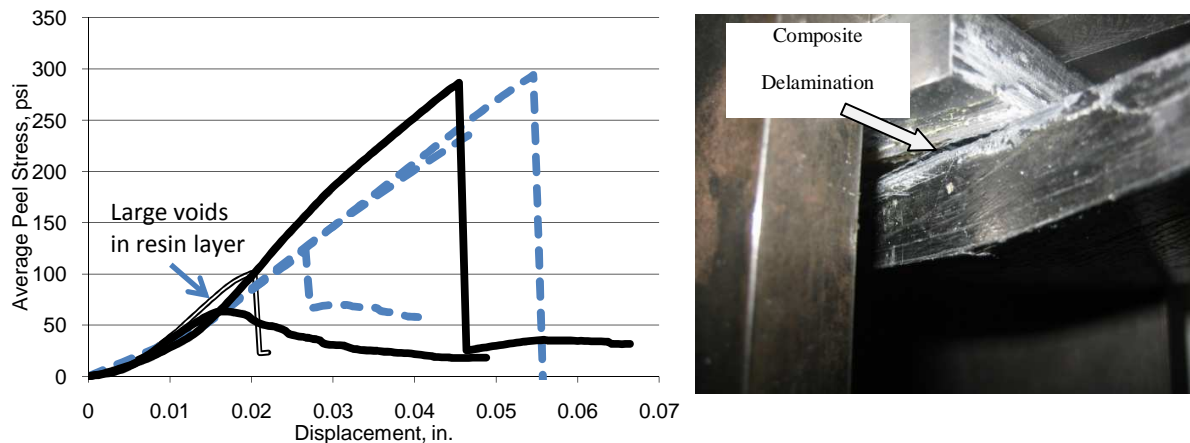 350
300
250
200
150
100
50
0
Average Peel Stress, psi
Large voids
in resin layer
0 0.01 0.02 0.03 0.04 0.05 0.06 0.07
Displacement, in.
Composite
Delamination